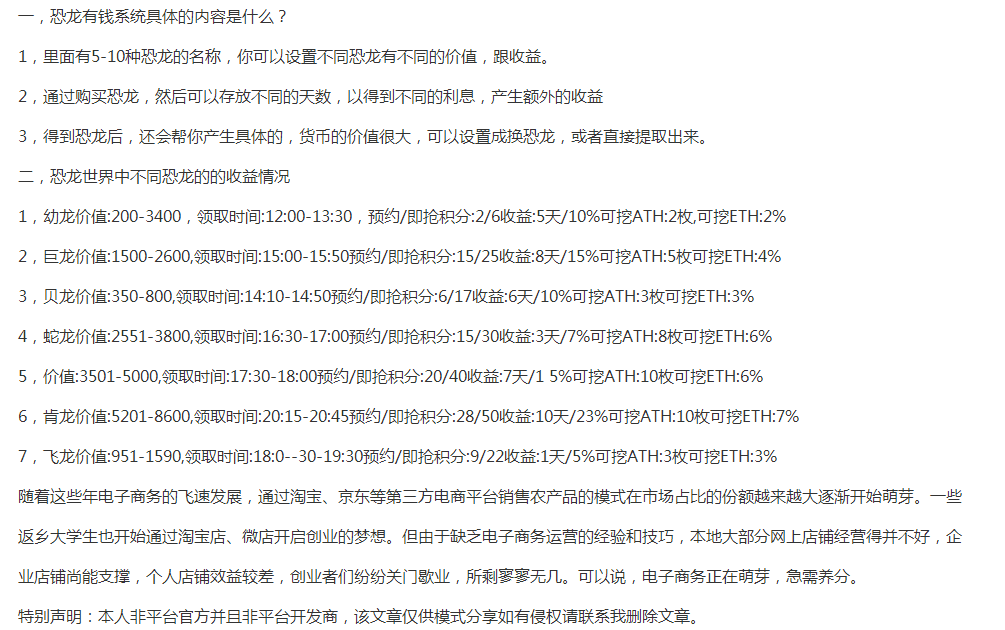 一，恐龙有钱系统具体的内容是什么？
1，里面有5-10种恐龙的名称，你可以设置不同恐龙有不同的价值，跟收益。
2，通过购买恐龙，然后可以存放不同的天数，以得到不同的利息，产生额外的收益
3，得到恐龙后，还会帮你产生具体的，货币的价值很大，可以设置成换恐龙，或者直接提取出来。
二，恐龙世界中不同恐龙的的收益情况
1，幼龙价值:200-3400，领取时间:12:00-13:30，预约/即抢积分:2/6收益:5天/10%可挖ATH:2枚,可挖ETH:2%
2，巨龙价值:1500-2600,领取时间:15:00-15:50预约/即抢积分:15/25收益:8天/15%可挖ATH:5枚可挖ETH:4%
3，贝龙价值:350-800,领取时间:14:10-14:50预约/即抢积分:6/17收益:6天/10%可挖ATH:3枚可挖ETH:3%
4，蛇龙价值:2551-3800,领取时间:16:30-17:00预约/即抢积分:15/30收益:3天/7%可挖ATH:8枚可挖ETH:6%
5，价值:3501-5000,领取时间:17:30-18:00预约/即抢积分:20/40收益:7天/1 5%可挖ATH:10枚可挖ETH:6%
6，肯龙价值:5201-8600,领取时间:20:15-20:45预约/即抢积分:28/50收益:10天/23%可挖ATH:10枚可挖ETH:7%
7，飞龙价值:951-1590,领取时间:18:0--30-19:30预约/即抢积分:9/22收益:1天/5%可挖ATH:3枚可挖ETH:3%
随着这些年电子商务的飞速发展，通过淘宝、京东等第三方电商平台销售农产品的模式在市场占比的份额越来越大逐渐开始萌芽。一些
返乡大学生也开始通过淘宝店、微店开启创业的梦想。但由于缺乏电子商务运营的经验和技巧，本地大部分网上店铺经营得并不好，企
业店铺尚能支撑，个人店铺效益较差，创业者们纷纷关门歇业，所剩寥寥无几。可以说，电子商务正在萌芽，急需养分。
特别声明：本人非平台官方并且非平台开发商，该文章仅供模式分享如有侵权请联系我删除文章。